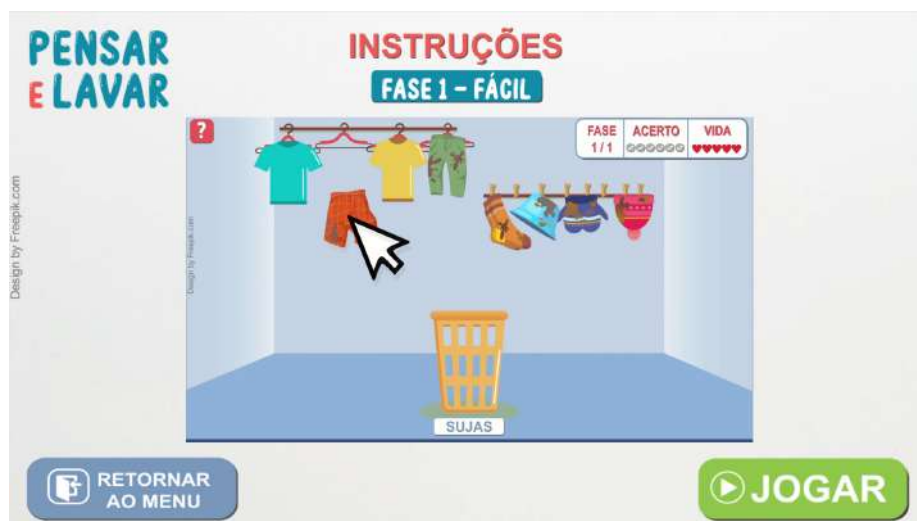 PENSAR
E LAVAR
INSTRUÇÕES
FASE 1 – FÁCIL
?
FASE ACERTO VIDA
1/1
Design by Freepik.com
Design by Freepik.com
SUJAS
RETORNAR
AO MENU
JOGAR